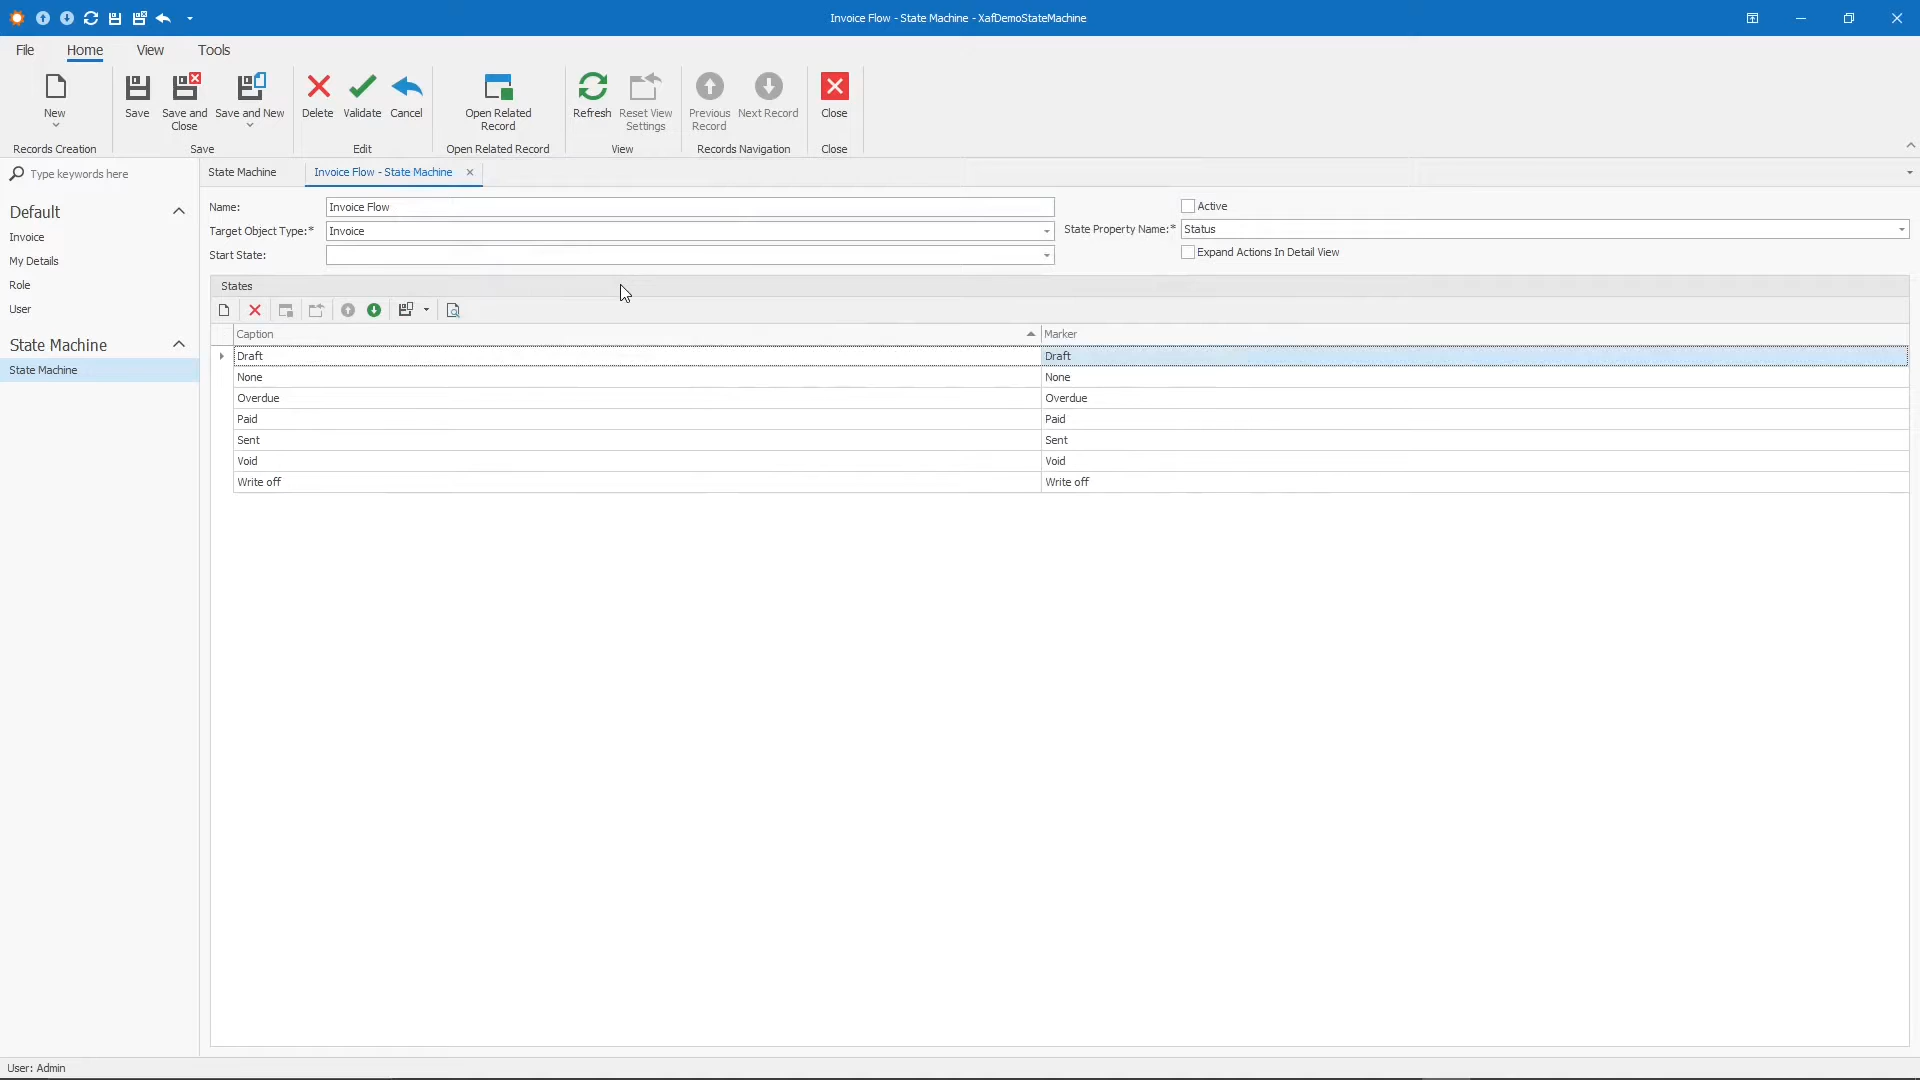 Invoice Flow - State Machine - XafDemoStateMachine
File Home View Tools
New
Save
Save and Close
Save and New
Delete
Validate
Cancel
Open Related Record
Refresh
Reset View Settings
Previous Record
Next Record
Close
Records Creation
Save
Edit
Open Related Record
View
Records Navigation
Close
Type keywords here
Default
Invoice
My Details
Role
User
State Machine
State Machine
State Machine
Invoice Flow - State Machine
Name: Invoice Flow
Active
Target Object Type:* Invoice
State Property Name:* Status
Start State:
Expand Actions In Detail View
States
Caption Marker
Draft Draft
None None
Overdue Overdue
Paid Paid
Sent Sent
Void Void
Write off Write off
User: Admin